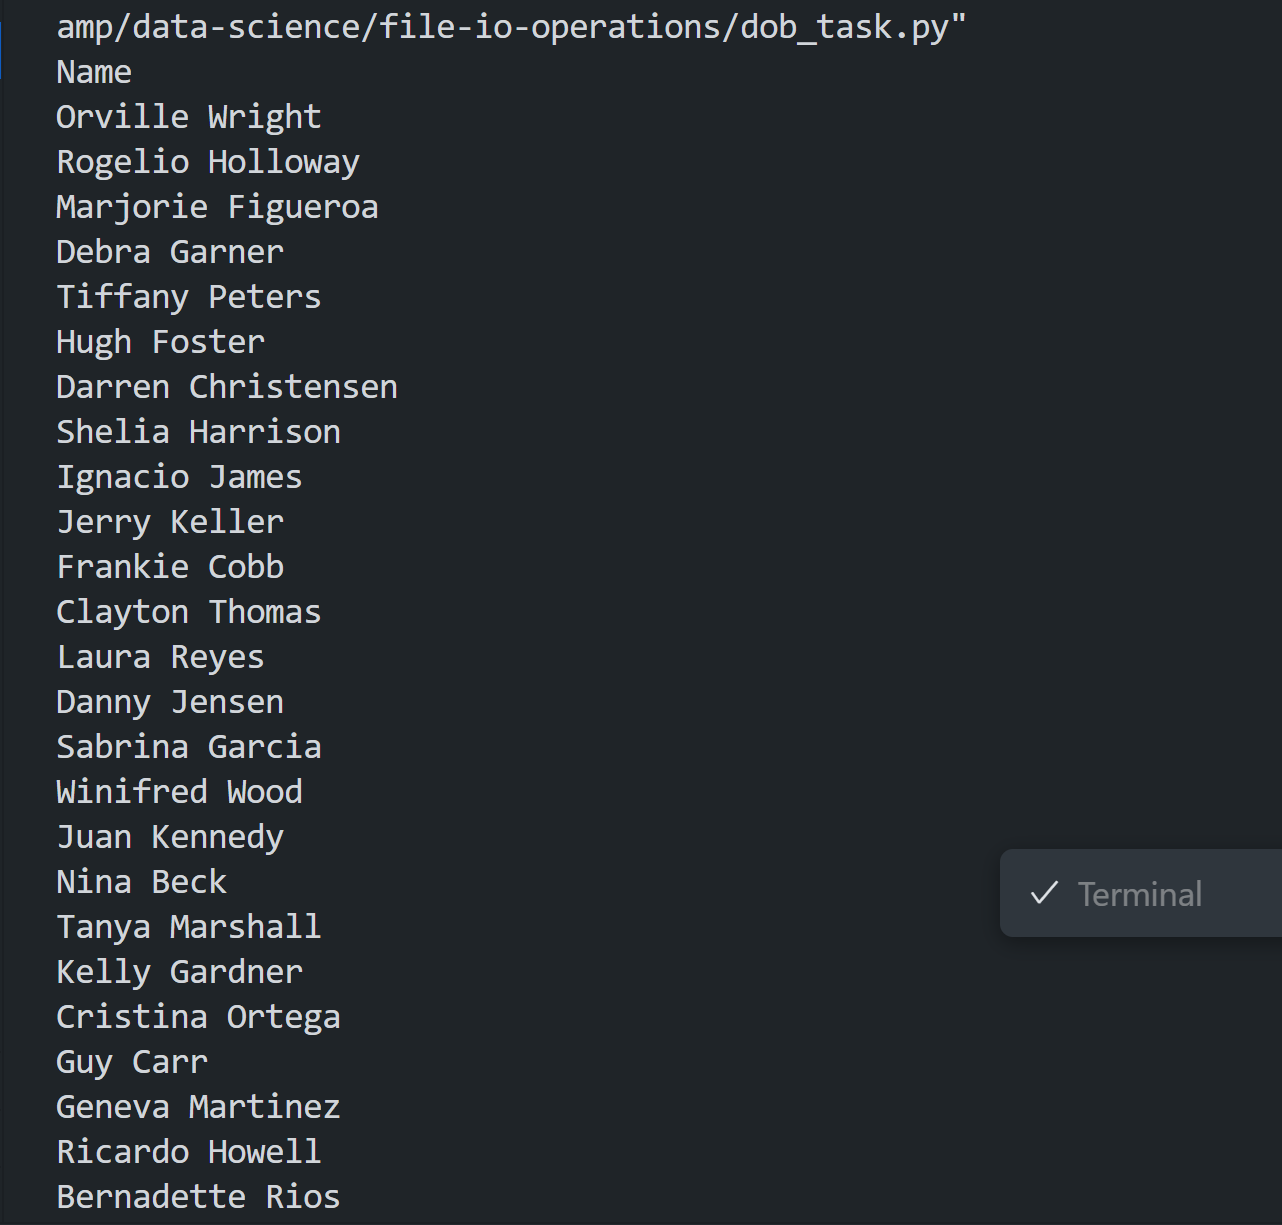 amp/data-science/file-io-operations/dob_task.py"
Name
Orville Wright
Rogelio Holloway
Marjorie Figueroa
Debra Garner
Tiffany Peters
Hugh Foster
Darren Christensen
Shelia Harrison
Ignacio James
Jerry Keller
Frankie Cobb
Clayton Thomas
Laura Reyes
Danny Jensen
Sabrina Garcia
Winifred Wood
Juan Kennedy
Nina Beck
Terminal
Tanya Marshall
Kelly Gardner
Cristina Ortega
Guy Carr
Geneva Martinez
Ricardo Howell
Bernadette Rios